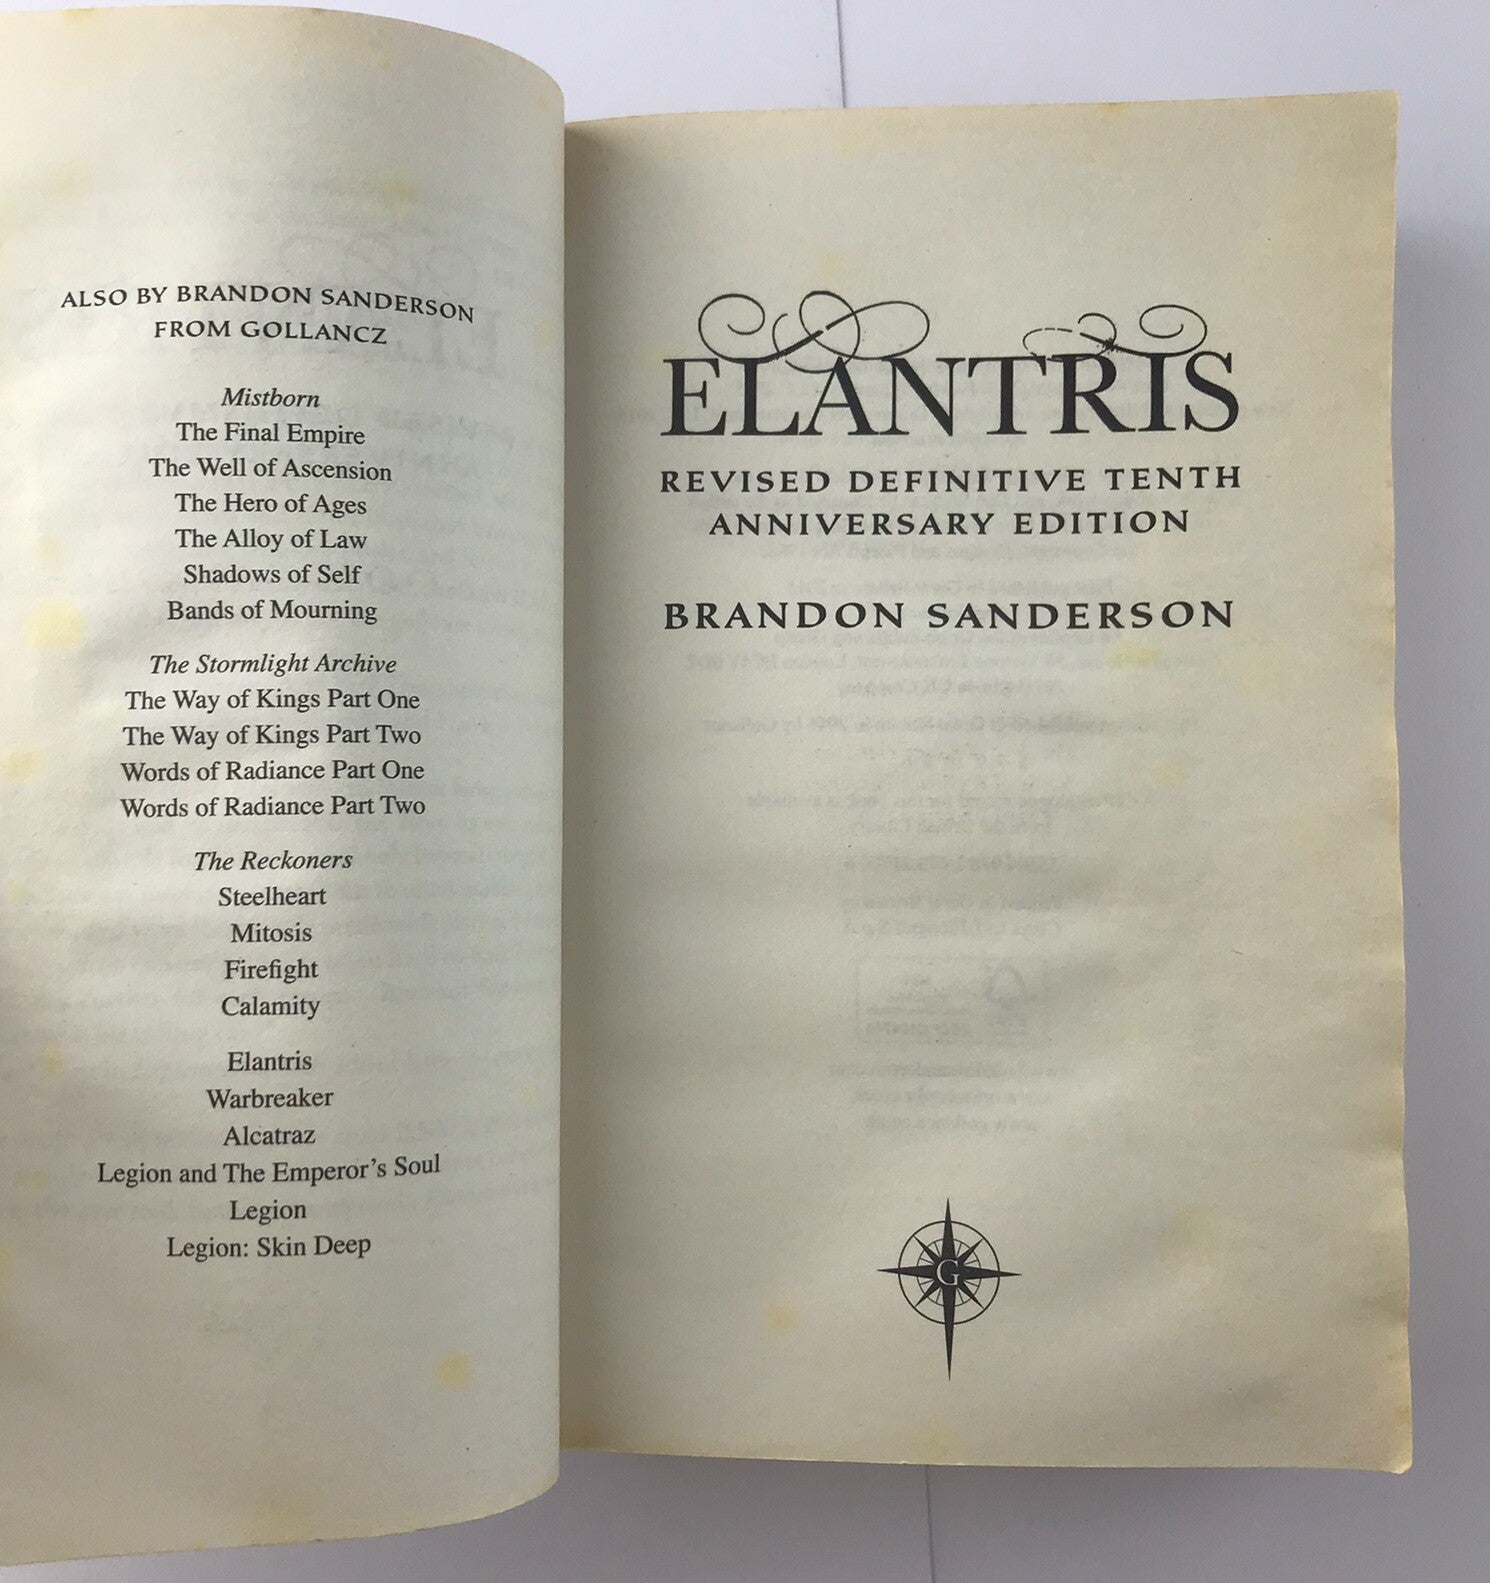 ALSO BY BRANDON SANDERSON
FROM GOLLANCZ
Mistborn
The Final Empire
The Well of Ascension
The Hero of Ages
The Alloy of Law
Shadows of Self
Bands of Mourning
The Stormlight Archive
The Way of Kings Part One
The Way of Kings Part Two
Words of Radiance Part One
Words of Radiance Part Two
The Reckoners
Steelheart
Mitosis
Firefight
Calamity
Elantris
Warbreaker
Alcatraz
Legion and The Emperor's Soul
Legion
Legion: Skin Deep
ELANTRIS
REVISED DEFINITIVE TENTH
ANNIVERSARY EDITION
BRANDON SANDERSON
G